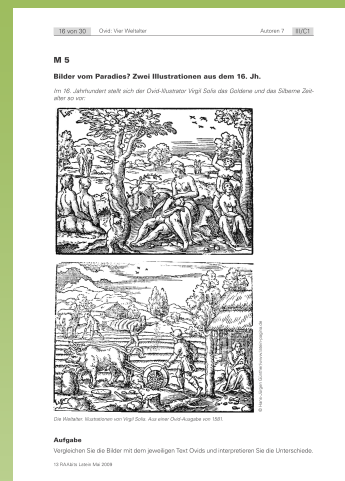 16 von 30
Ovid: Vier Weltalter
Autoren 7
III/C1
M 5
Bilder vom Paradies? Zwei Illustrationen aus dem 16. Jh.
Im 16. Jahrhundert stellt sich der Ovid-Illustrator Virgil Solis das Goldene und das Silberne Zeit-
alter so vor:
Die Weltalter. Illustrationen von Virgil Solis. Aus einer Ovid-Ausgabe von 1581.
Aufgabe
Vergleichen Sie die Bilder mit dem jeweiligen Text Ovids und interpretieren Sie die Unterschiede.
13 RAAbits Latein Mai 2009